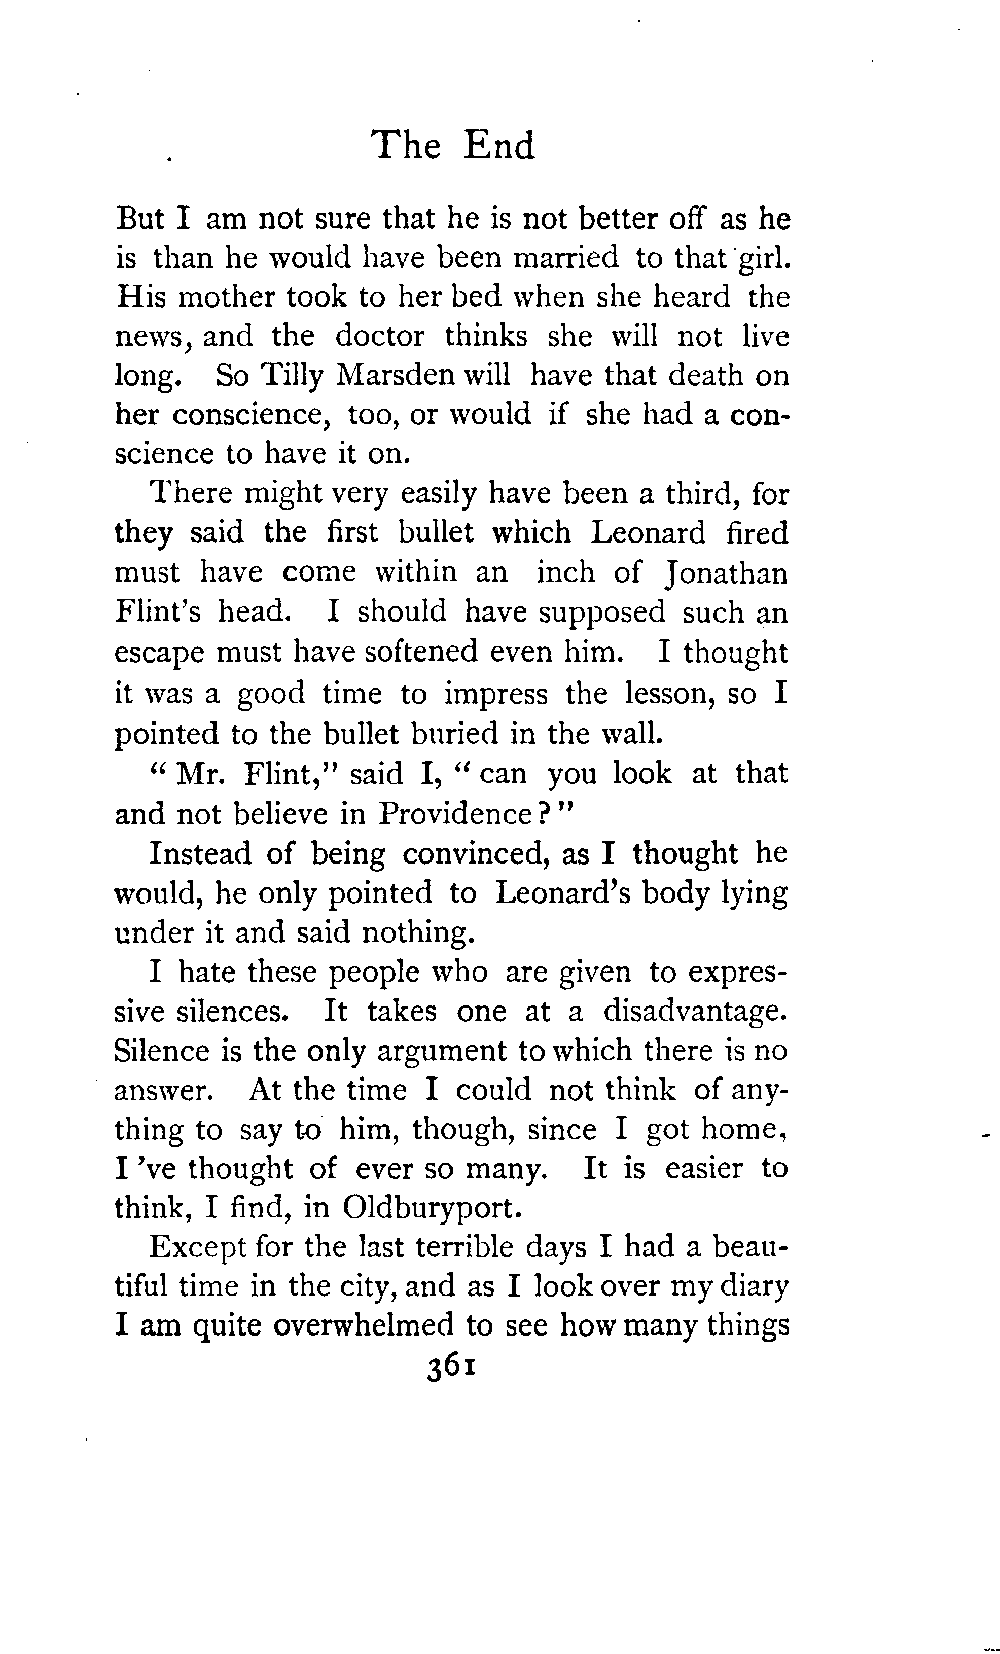 The End
But I am not sure that he is not better off as he
is than he would have been married to that girl.
His mother took to her bed when she heard the
news, and the doctor thinks she will not live
long. So Tilly Marsden will have that death on
her conscience, too, or would if she had a con-
science to have it on.
There might very easily have been a third, for
they said the first bullet which Leonard fired
must have come within an inch of Jonathan
Flint's head. I should have supposed such an
escape must have softened even him. I thought
it was a good time to impress the lesson, so I
pointed to the bullet buried in the wall.
“ Mr. Flint,” said I, “ can you look at that
and not believe in Providence ? ”
Instead of being convinced, as I thought he
would, he only pointed to Leonard's body lying
under it and said nothing.
I hate these people who are given to expres-
sive silences. It takes one at a disadvantage.
Silence is the only argument to which there is no
answer. At the time I could not think of any-
thing to say to him, though, since I got home,
I 've thought of ever so many. It is easier to
think, I find, in Oldburyport.
Except for the last terrible days I had a beau-
tiful time in the city, and as I look over my diary
I am quite overwhelmed to see how many things
361